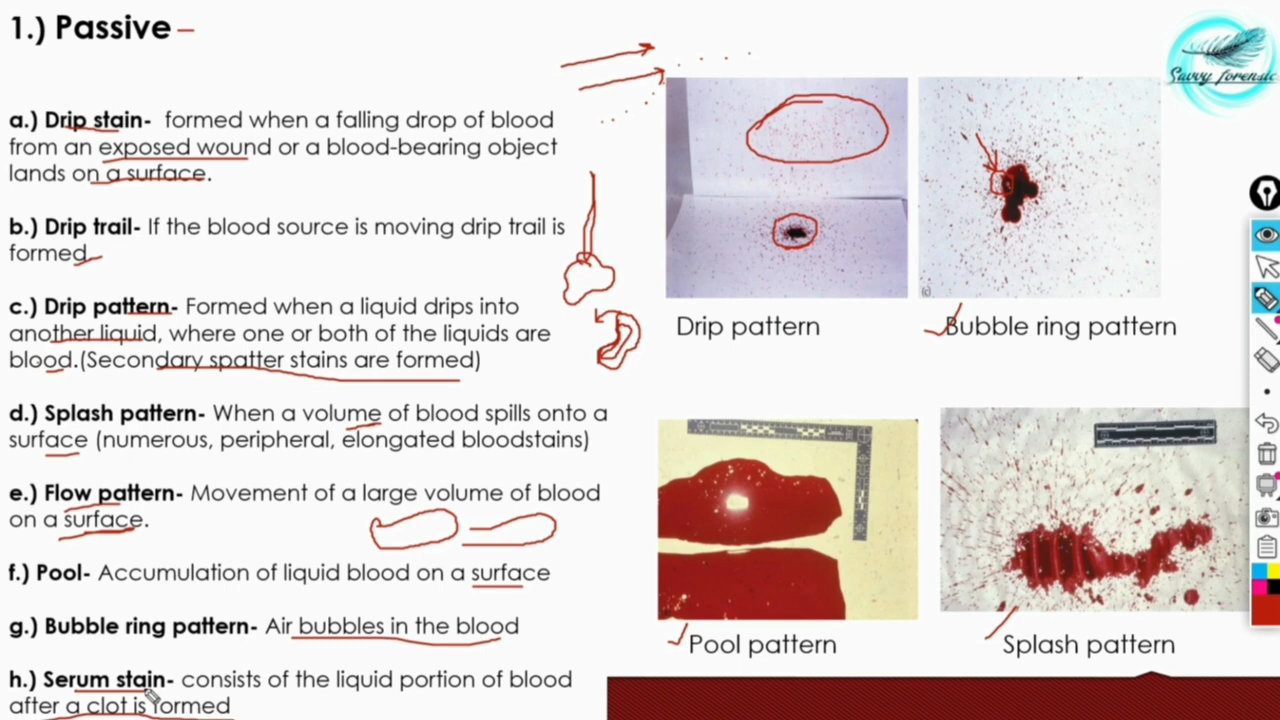 1.) Passive –
a.) Drip stain- formed when a falling drop of blood
from an exposed wound or a blood-bearing object
lands on a surface.
b.) Drip trail- If the blood source is moving drip trail is
formed.
c.) Drip pattern- Formed when a liquid drips into
another liquid, where one or both of the liquids are
blood.(Secondary spatter stains are formed)
d.) Splash pattern- When a volume of blood spills onto a
surface (numerous, peripheral, elongated bloodstains)
e.) Flow pattern- Movement of a large volume of blood
on a surface.
f.) Pool- Accumulation of liquid blood on a surface
g.) Bubble ring pattern- Air bubbles in the blood
h.) Serum stain- consists of the liquid portion of blood
after a clot is formed
Savvy forensic
(c)
Drip pattern
Bubble ring pattern
Pool pattern
Splash pattern